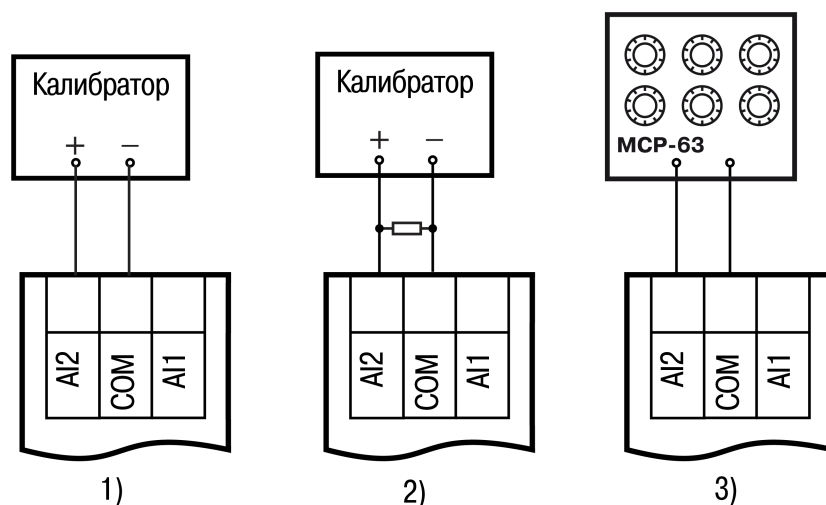 Калибратор
+ –
AI2
COM
AI1
1)
Калибратор
+ –
AI2
COM
AI1
2)
МСР-63
AI2
COM
AI1
3)